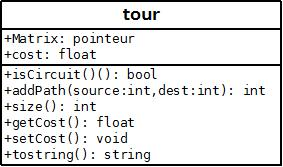 tour
+Matrix: pointeur
+cost: float
+isCircuit()(): bool
+addPath(source:int,dest:int): int
+size(): int
+getCost(): float
+setCost(): void
+tostring(): string